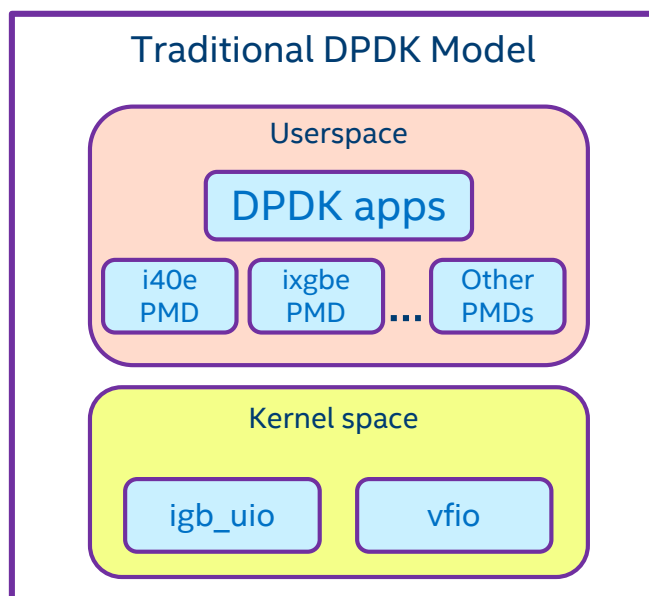 Traditional DPDK Model
Userspace
DPDK apps
i40e
PMD
ixgbe
PMD
...
Other
PMDs
Kernel space
igb_uio
vfio